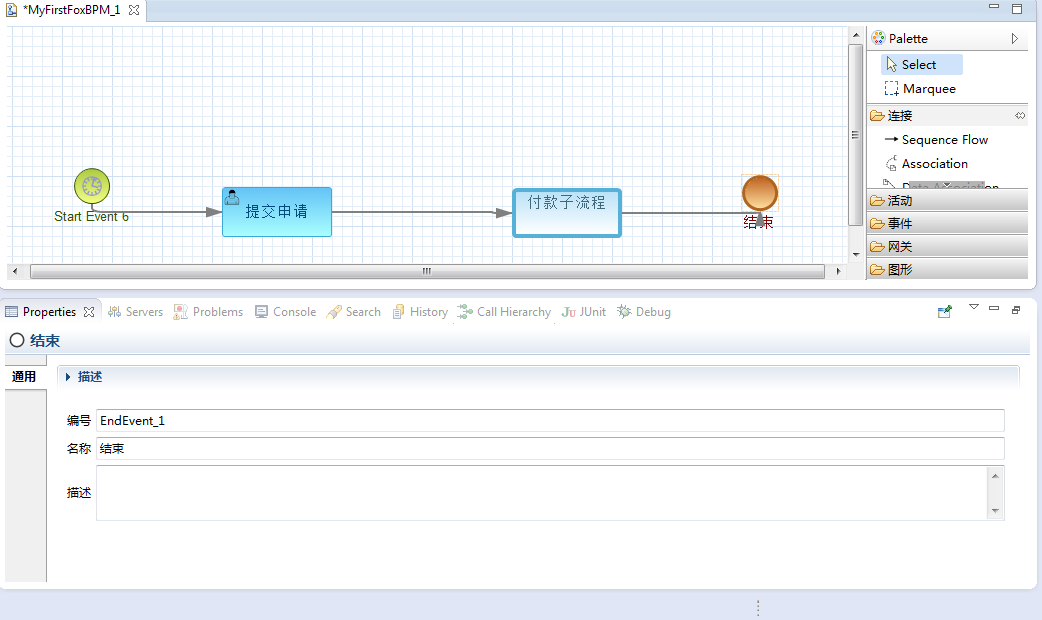 *MyFirstFoxBPM_1
Palette
Select
Marquee
连接
Sequence Flow
Association
Data Association
活动
事件
网关
图形
Start Event 6
提交申请
付款子流程
结束
Properties Servers Problems Console Search History Call Hierarchy JUnit Debug
结束
通用
描述
编号 EndEvent_1
名称 结束
描述